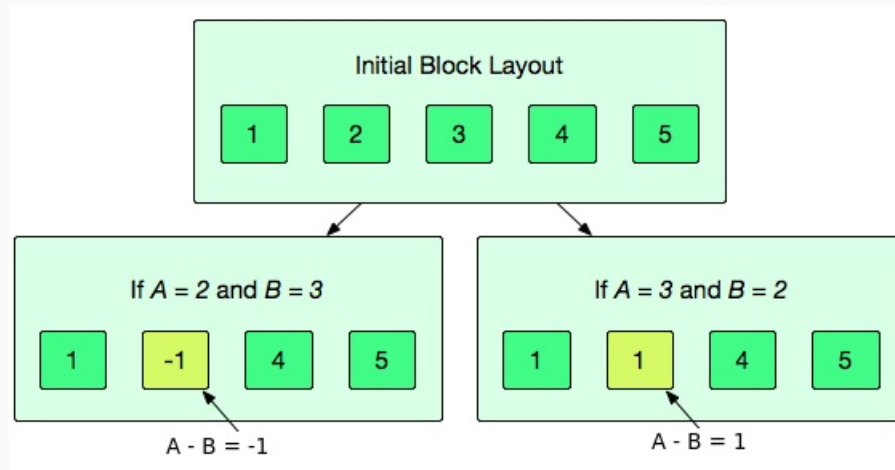 Initial Block Layout
1 2 3 4 5
If A = 2 and B = 3
1 -1 4 5
A - B = -1
If A = 3 and B = 2
1 1 4 5
A - B = 1